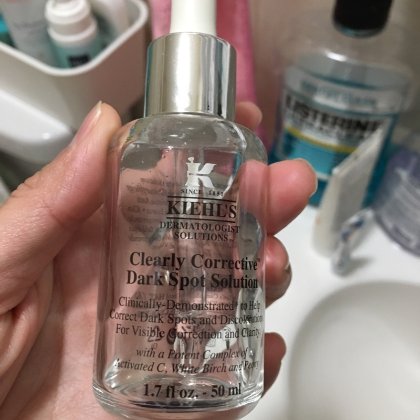 K
SINCE 1851
KIEHL'S
DERMATOLOGIST
SOLUTIONS™
Clearly Corrective™
Dark Spot Solution
Clinically-Demonstrated to Help
Correct Dark Spots and Discoloration
For Visible Correction and Clarity
with a Potent Complex of
Activated C, White Birch and Peony
1.7 fl. oz. - 50 ml
LISTERINE